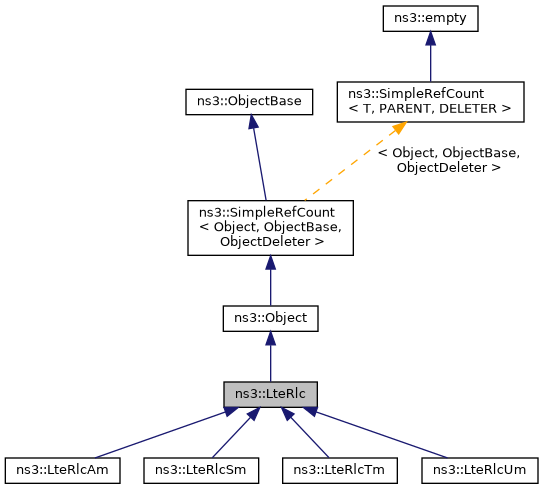 ns3::empty
ns3::SimpleRefCount
< T, PARENT, DELETER >
ns3::ObjectBase
< Object, ObjectBase,
ObjectDeleter >
ns3::SimpleRefCount
< Object, ObjectBase,
ObjectDeleter >
ns3::Object
ns3::LteRlc
ns3::LteRlcAm
ns3::LteRlcSm
ns3::LteRlcTm
ns3::LteRlcUm